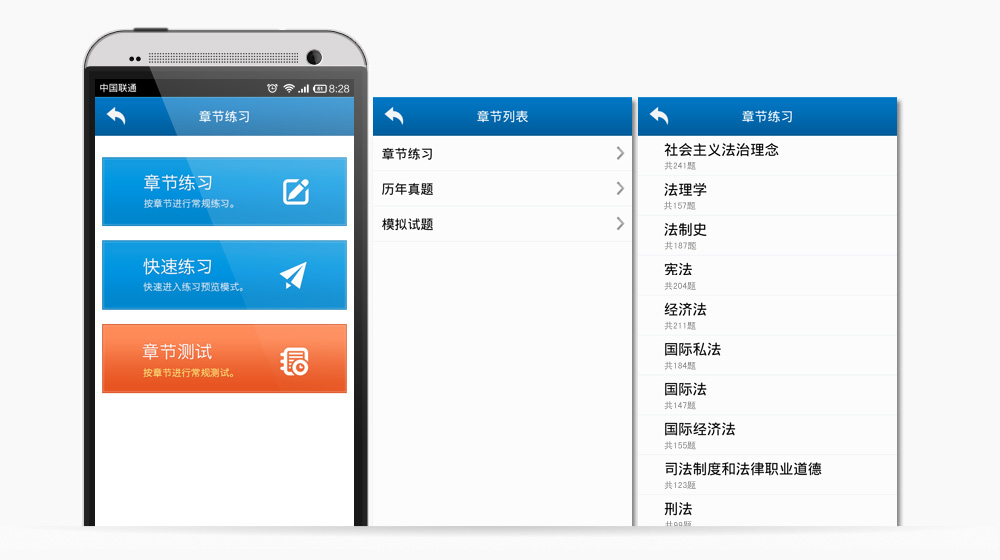 中国联通
61
8:28
章节练习
章节练习
按章节进行常规练习。
快速练习
快速进入练习预览模式。
章节测试
按章节进行常规测试。
章节列表
章节练习
历年真题
模拟试题
章节练习
社会主义法治理念
共241题
法理学
共157题
法制史
共187题
宪法
共204题
经济法
共211题
国际私法
共184题
国际法
共147题
国际经济法
共155题
司法制度和法律职业道德
共123题
刑法
共98题